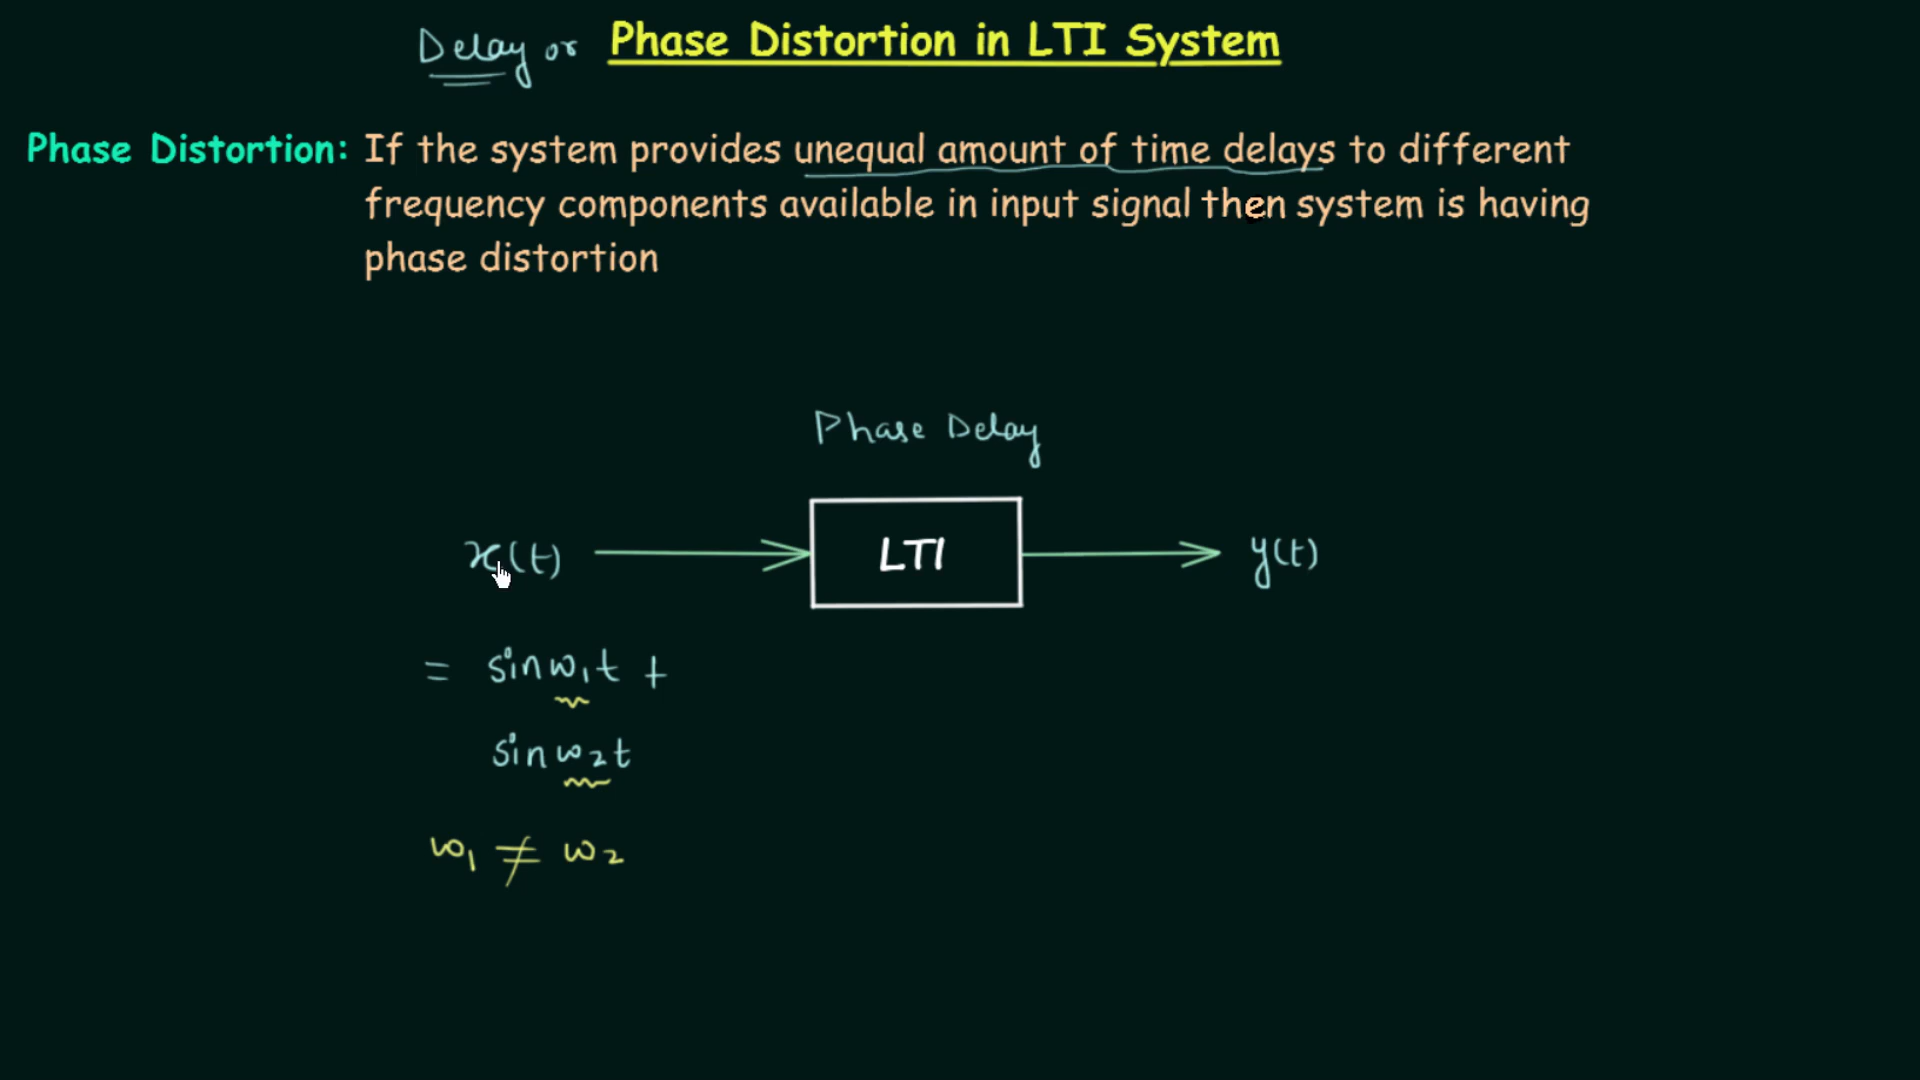 Delay or Phase Distortion in LTI System
Phase Distortion: If the system provides unequal amount of time delays to different
frequency components available in input signal then system is having
phase distortion
Phase Delay
x(t) LTI y(t)
= sinω₁t +
sinω₂t
ω₁ ≠ ω₂